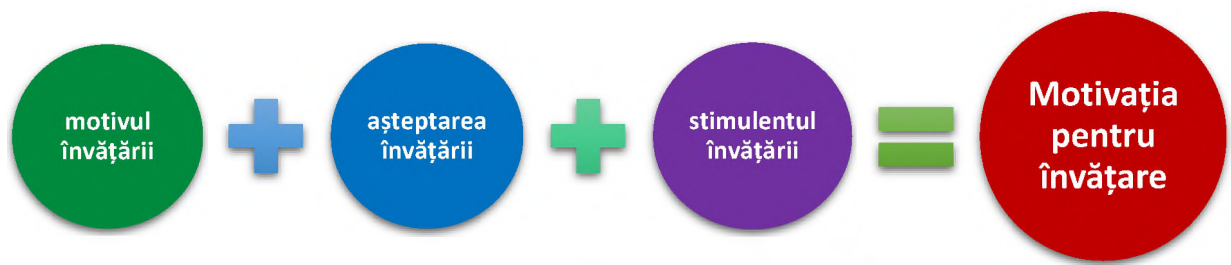 motivul
învățării
așteptarea
învățării
stimulentul
învățării
Motivația
pentru
învățare